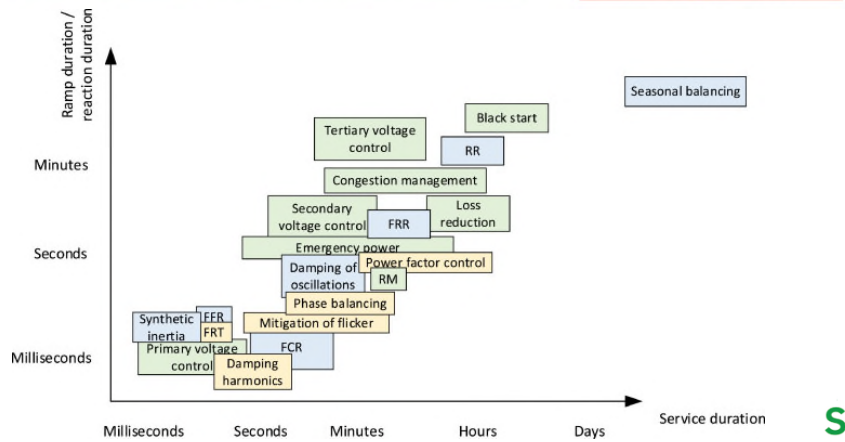 Ramp duration /
reaction duration
Seasonal balancing
Black start
Tertiary voltage
control
RR
Minutes
Congestion management
Secondary
voltage control
FRR
Loss
reduction
Emergency power
Seconds
Power factor control
Damping of
oscillations
RM
Phase balancing
Synthetic
inertia
FFR
FRT
Mitigation of flicker
Primary voltage
control
FCR
Milliseconds
Damping
harmonics
Milliseconds
Seconds
Minutes
Hours
Days
Service duration
S